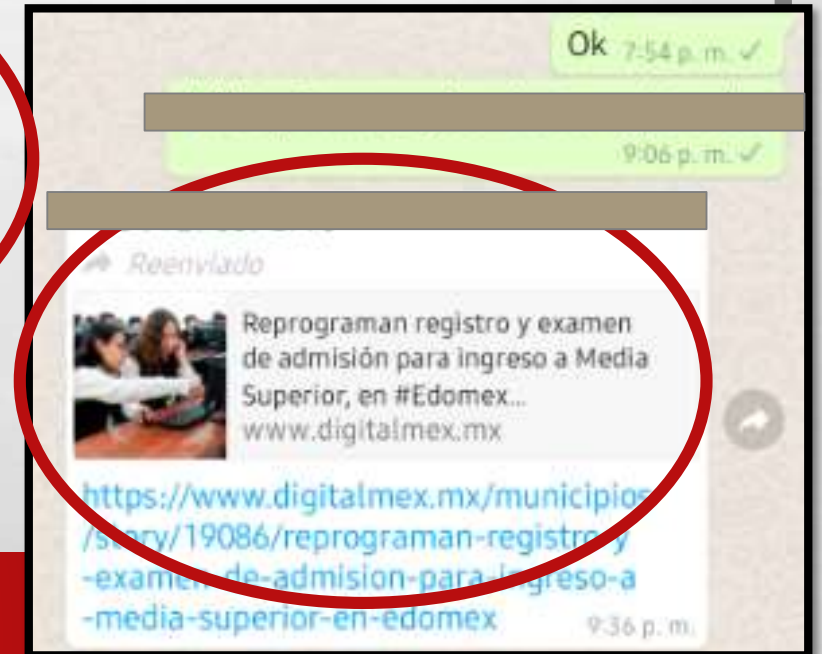 Ok 7:54 p. m.
9:06 p. m.
Reenviado
Reprograman registro y examen
de admisión para ingreso a Media
Superior, en #Edomex...
www.digitalmex.mx
https://www.digitalmex.mx/municipios
/story/19086/reprograman-registro-y
-examen-de-admision-para-ingreso-a
-media-superior-en-edomex 9:36 p. m.